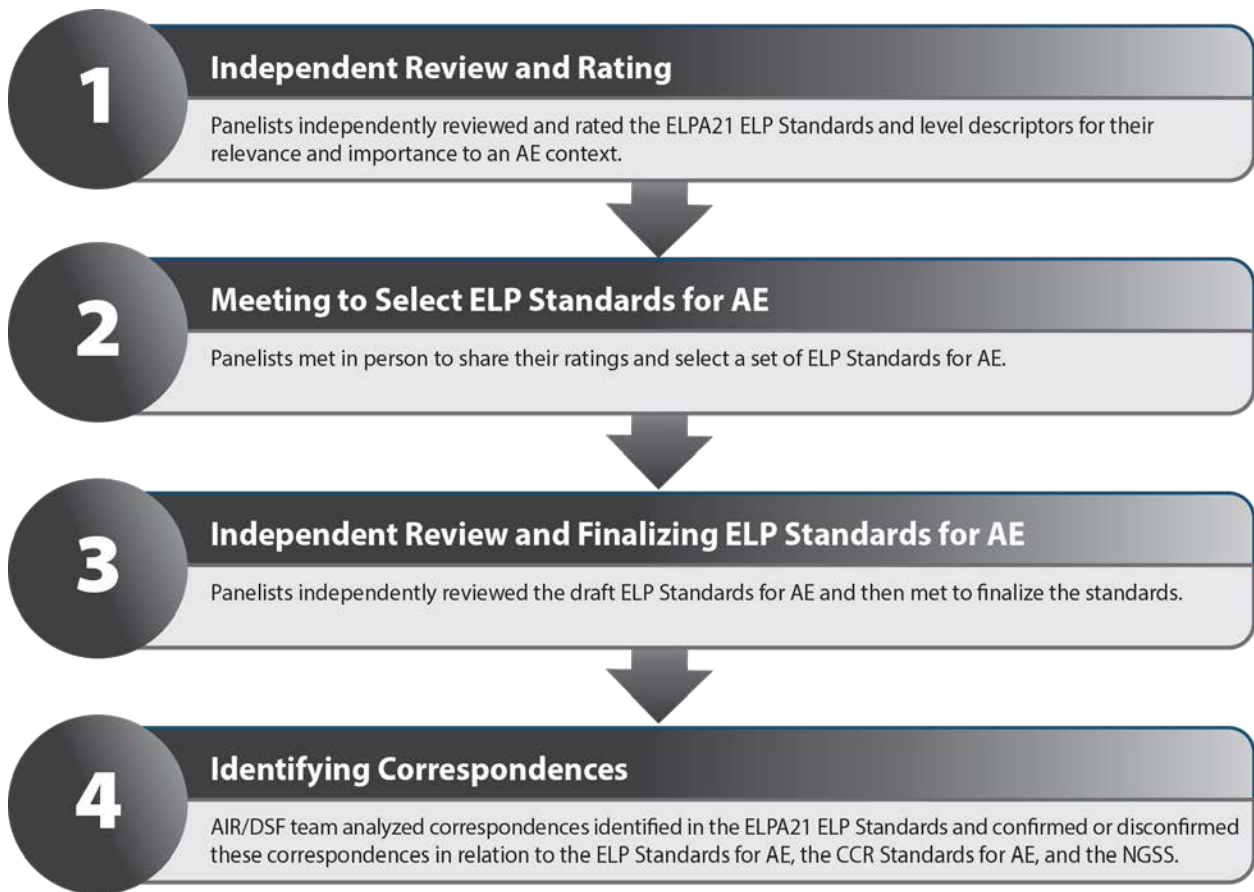 1
Independent Review and Rating
Panelists independently reviewed and rated the ELPA21 ELP Standards and level descriptors for their
relevance and importance to an AE context.
2
Meeting to Select ELP Standards for AE
Panelists met in person to share their ratings and select a set of ELP Standards for AE.
3
Independent Review and Finalizing ELP Standards for AE
Panelists independently reviewed the draft ELP Standards for AE and then met to finalize the standards.
4
Identifying Correspondences
AIR/DSF team analyzed correspondences identified in the ELPA21 ELP Standards and confirmed or disconfirmed
these correspondences in relation to the ELP Standards for AE, the CCR Standards for AE, and the NGSS.